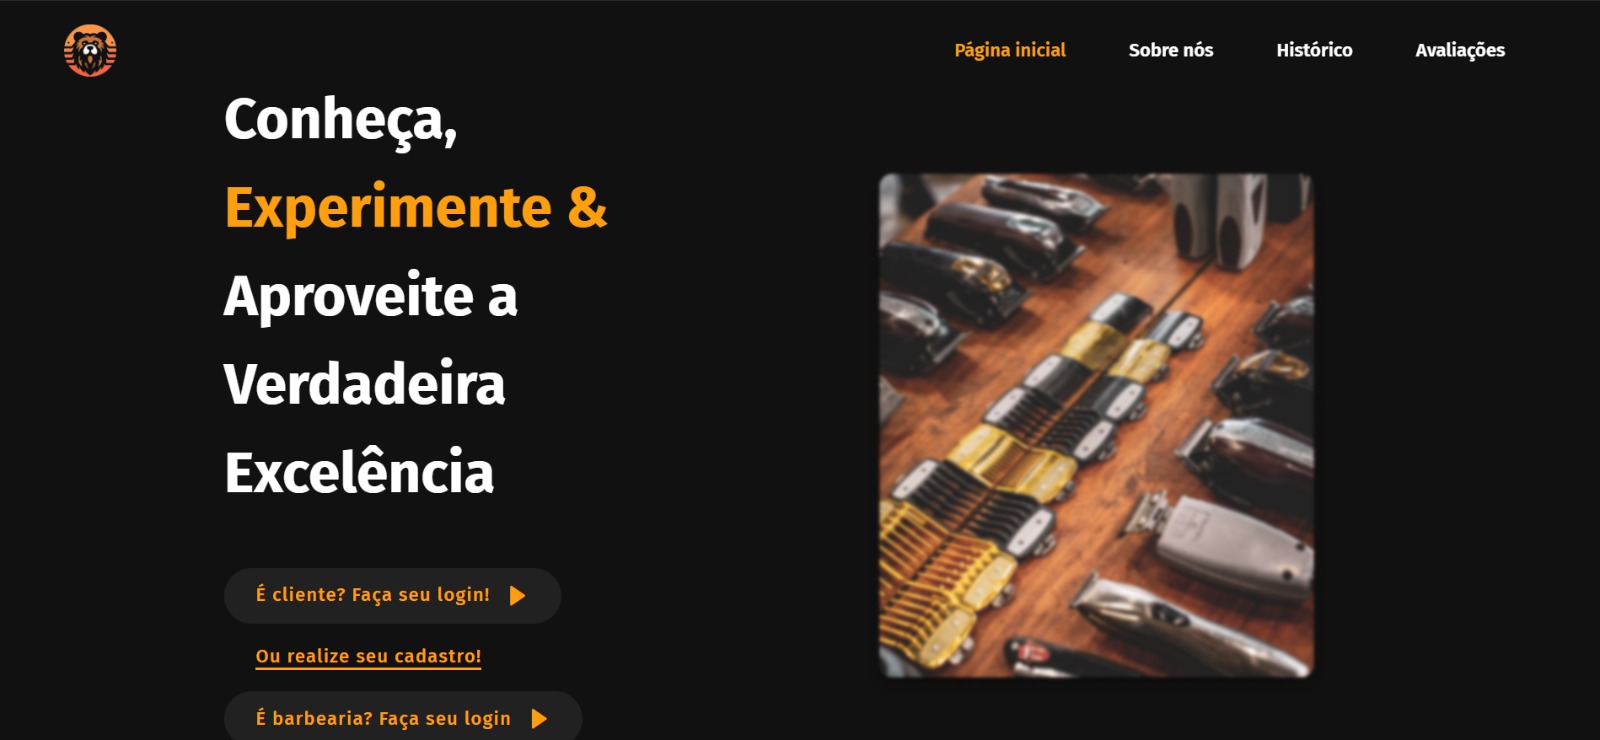 Página inicial
Sobre nós
Histórico
Avaliações
Conheça,
Experimente &
Aproveite a
Verdadeira
Excelência
É cliente? Faça seu login!
Ou realize seu cadastro!
É barbearia? Faça seu login